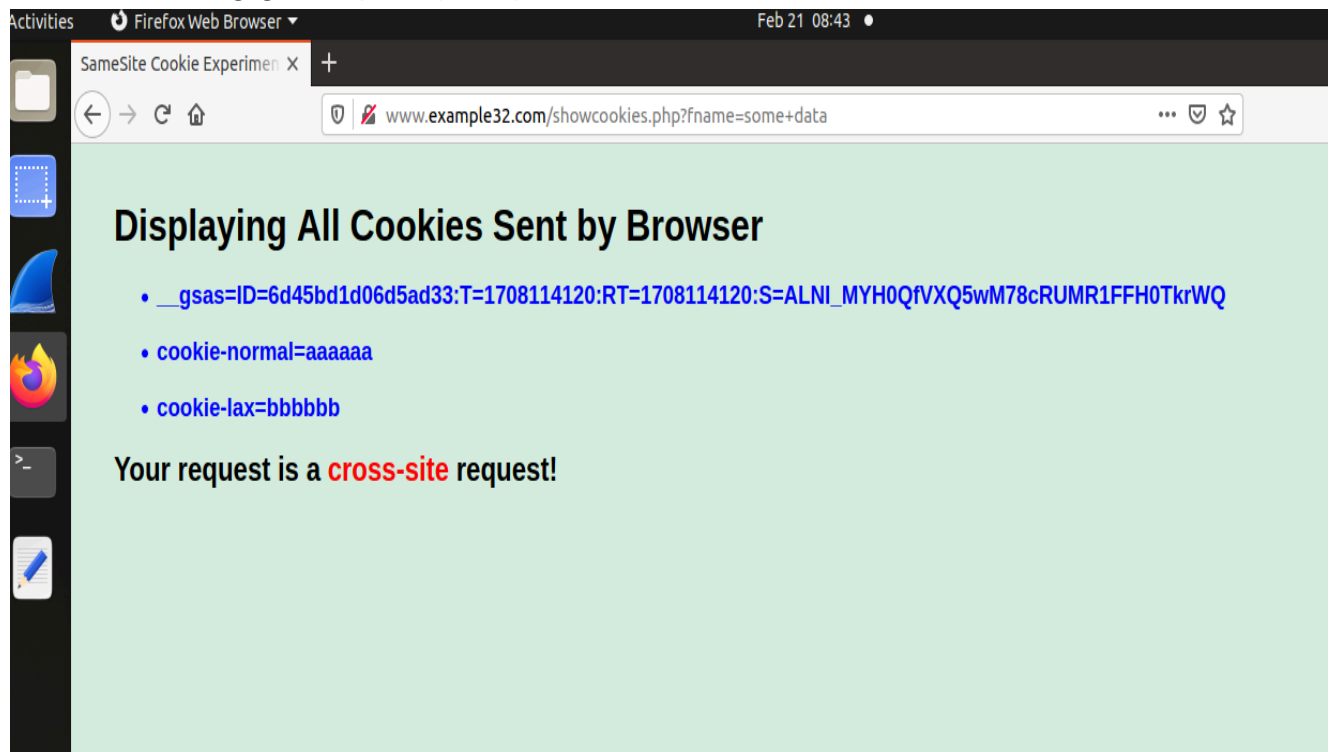 Activities Firefox Web Browser Feb 21 08:43
SameSite Cookie Experimen
www.example32.com/showcookies.php?fname=some+data
Displaying All Cookies Sent by Browser
__gsas=ID=6d45bd1d06d5ad33:T=1708114120:RT=1708114120:S=ALNI_MYH0QfVXQ5wM78cRUMR1FFH0TkrWQ
cookie-normal=aaaaaa
cookie-lax=bbbbbb
Your request is a cross-site request!